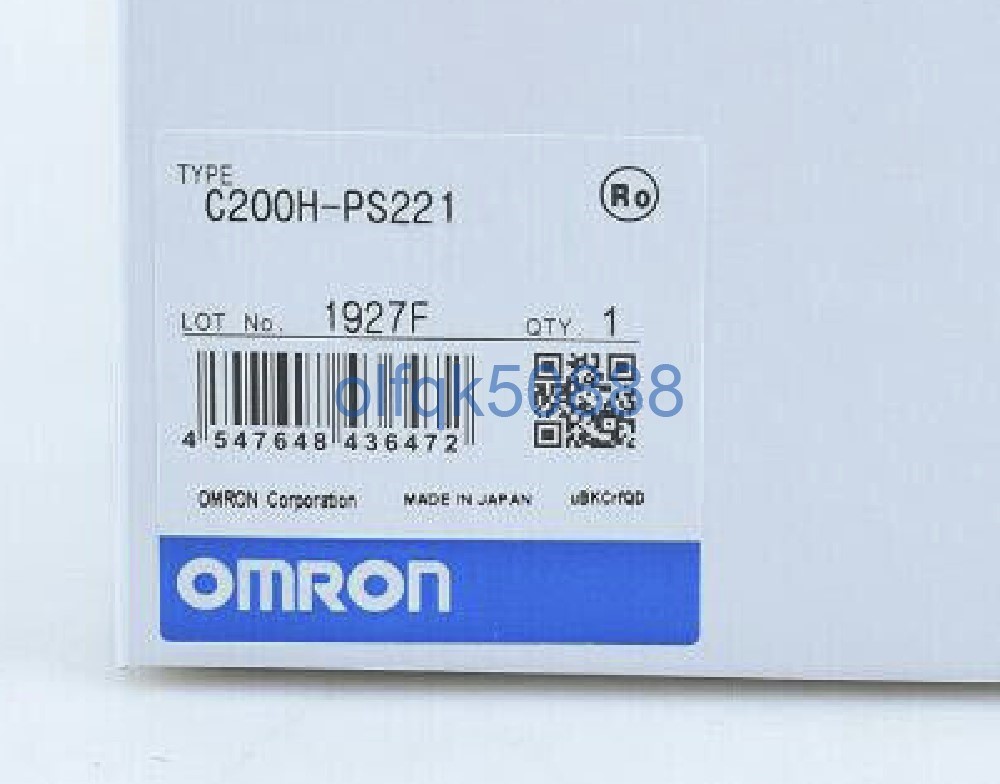 TYPE
C200H-PS221
Ro
LOT No. 1927F QTY. 1
olfqk50888
4 547648 436472
OMRON Corporation MADE IN JAPAN uBKCrfQD
OMRON